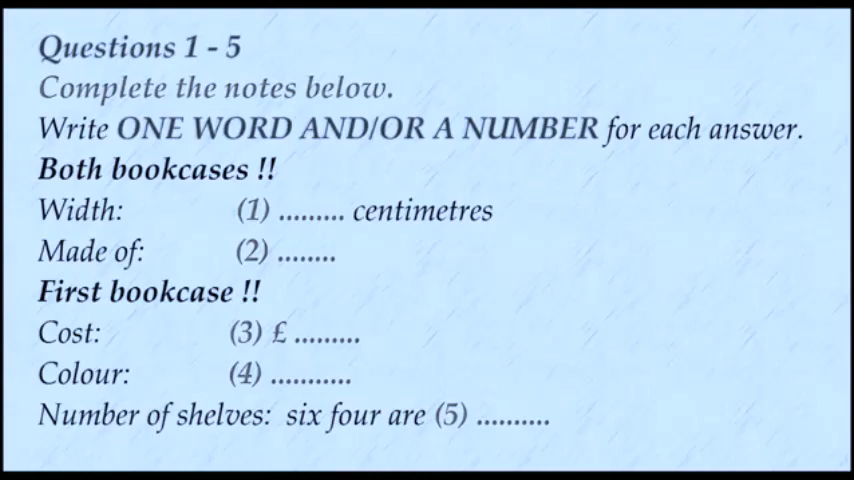 Questions 1 - 5
Complete the notes below.
Write ONE WORD AND/OR A NUMBER for each answer.
Both bookcases !!
Width: (1) ......... centimetres
Made of: (2) ........
First bookcase !!
Cost: (3) £ .........
Colour: (4) ...........
Number of shelves: six four are (5) ..........